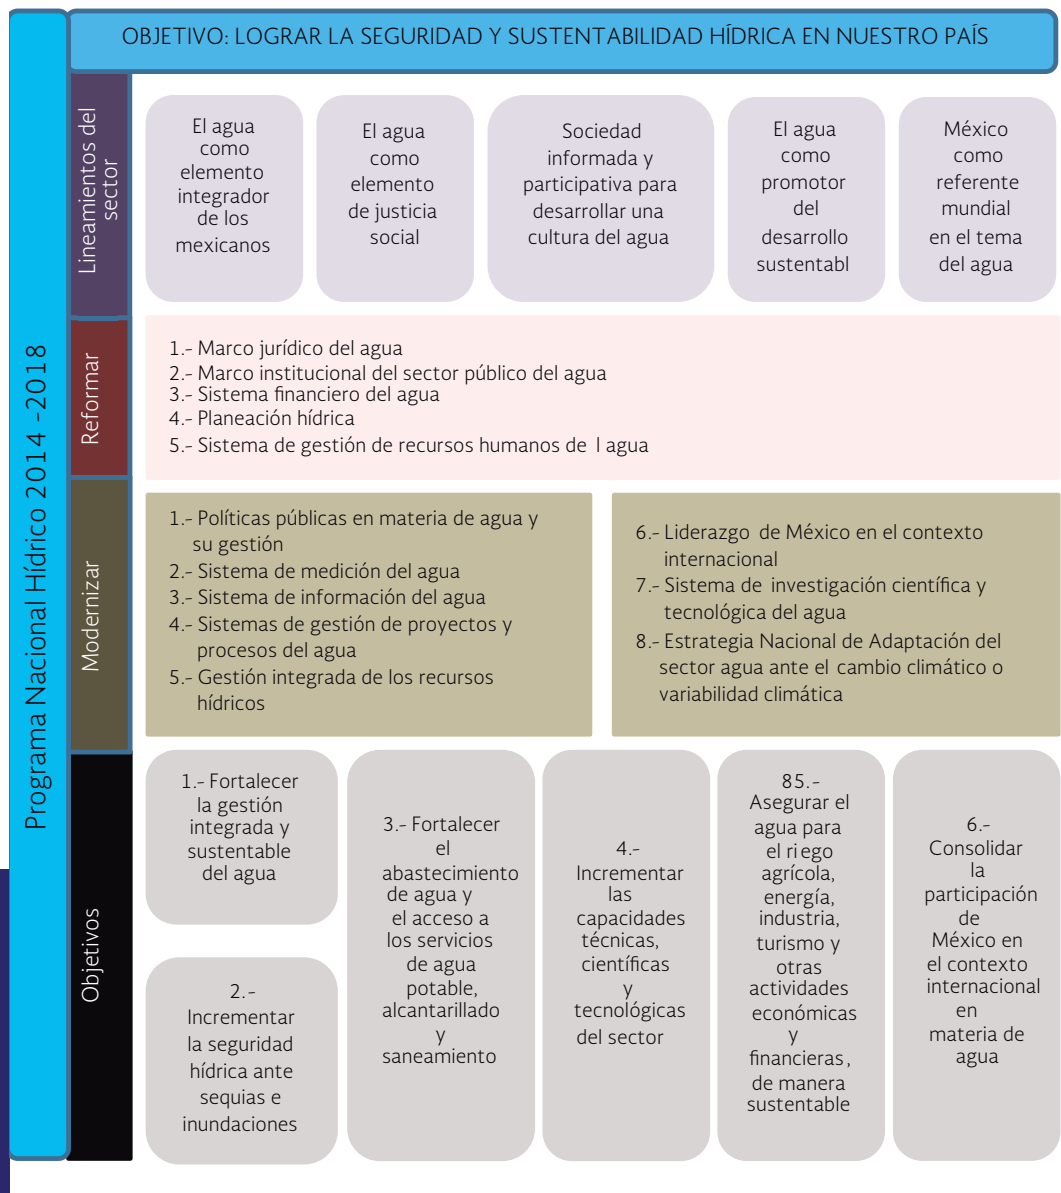 OBJETIVO: LOGRAR LA SEGURIDAD Y SUSTENTABILIDAD HÍDRICA EN NUESTRO PAÍS
Programa Nacional Hídrico 2014 -2018
Lineamientos del
sector
El agua
como
elemento
integrador
de los
mexicanos
El agua
como
elemento
de justicia
social
Sociedad
informada y
participativa para
desarrollar una
cultura del agua
El agua
como
promotor
del
desarrollo
sustentabl
México
como
referente
mundial
en el tema
del agua
Reformar
1.- Marco jurídico del agua
2.- Marco institucional del sector público del agua
3.- Sistema financiero del agua
4.- Planeación hídrica
5.- Sistema de gestión de recursos humanos de l agua
Modernizar
1.- Políticas públicas en materia de agua y
su gestión
2.- Sistema de medición del agua
3.- Sistema de información del agua
4.- Sistemas de gestión de proyectos y
procesos del agua
5.- Gestión integrada de los recursos
hídricos
6.- Liderazgo de México en el contexto
internacional
7.- Sistema de investigación científica y
tecnológica del agua
8.- Estrategia Nacional de Adaptación del
sector agua ante el cambio climático o
variabilidad climática
Objetivos
1.- Fortalecer
la gestión
integrada y
sustentable
del agua
2.-
Incrementar
la seguridad
hídrica ante
sequias e
inundaciones
3.- Fortalecer
el
abastecimiento
de agua y
el acceso a
los servicios
de agua
potable,
alcantarillado
y
saneamiento
4.-
Incrementar
las
capacidades
técnicas,
científicas
y
tecnológicas
del sector
85.-
Asegurar el
agua para
el riego
agrícola,
energía,
industria,
turismo y
otras
actividades
económicas
y
financieras,
de manera
sustentable
6.-
Consolidar
la
participación
de
México en
el contexto
internacional
en
materia de
agua